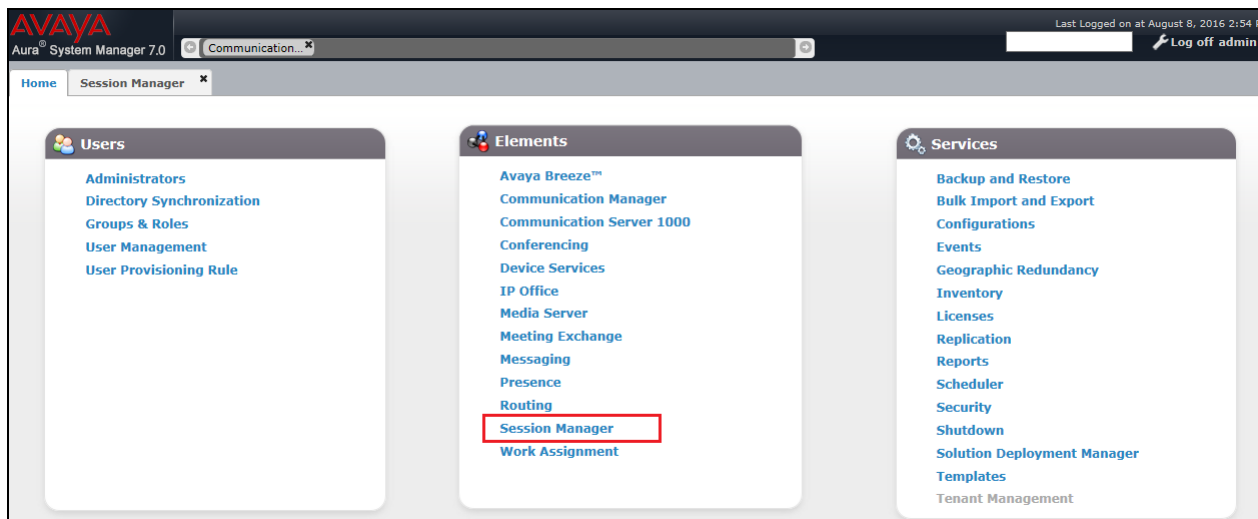 AVAYA
Last Logged on at August 8, 2016 2:54
Aura® System Manager 7.0
Communication...
Log off admin
Home
Session Manager
Users
Administrators
Directory Synchronization
Groups & Roles
User Management
User Provisioning Rule
Elements
Avaya Breeze™
Communication Manager
Communication Server 1000
Conferencing
Device Services
IP Office
Media Server
Meeting Exchange
Messaging
Presence
Routing
Session Manager
Work Assignment
Services
Backup and Restore
Bulk Import and Export
Configurations
Events
Geographic Redundancy
Inventory
Licenses
Replication
Reports
Scheduler
Security
Shutdown
Solution Deployment Manager
Templates
Tenant Management